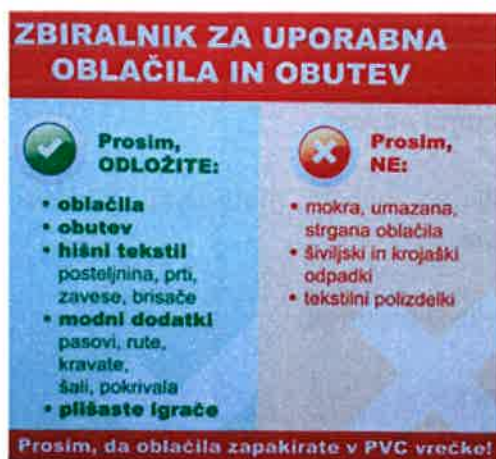 ZBIRALNIK ZA UPORABNA
OBLAČILA IN OBUTEV
Prosim,
ODLOŽITE:
• oblačila
• obutev
• hišni tekstil
posteljnina, prti,
zavese, brisače
• modni dodatki
pasovi, rute,
kravate,
šali, pokrivala
• plišaste igrače
Prosim,
NE:
• mokra, umazana,
strgana oblačila
• šiviljski in krojaški
odpadki
• tekstilni polizdelki
Prosim, da oblačila zapakirate v PVC vrečke!